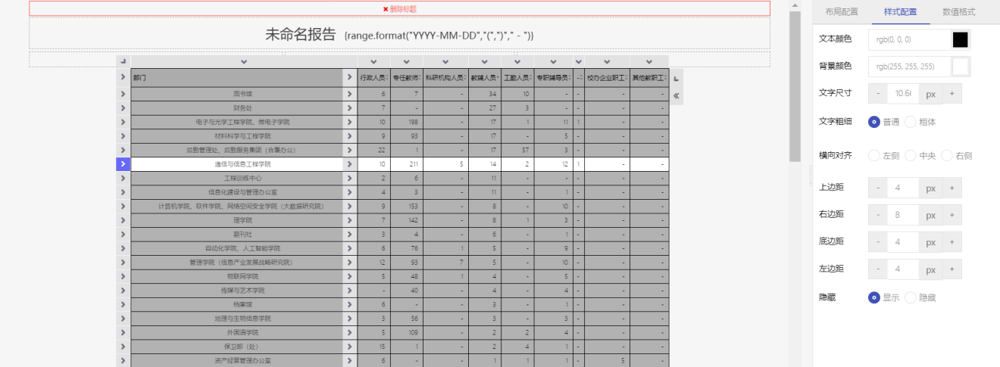 ✖ 删除标题
未命名报告 {range.format("YYYY-MM-DD","(",")"," - ")}
部门 行政人员 专任教师 科研机构人员 教辅人员 工勤人员 专职辅导员 - 校办企业职工 其他教职工
图书馆 6 7 - 34 10 - - - -
财务处 7 - - 27 3 - - - -
电子与光学工程学院、微电子学院 10 198 - 17 1 11 1 - -
材料科学与工程学院 9 93 - 17 - 5 - - -
后勤管理处、后勤服务集团（合署办公） 22 1 - 17 57 3 - - -
通信与信息工程学院 10 211 5 14 2 12 1 - -
工程训练中心 2 6 - 11 - - - - -
信息化建设与管理办公室 4 3 - 11 - 1 - - -
计算机学院、软件学院、网络空间安全学院（大数据研究院） 9 153 - 8 - 10 - - -
理学院 7 142 - 8 1 3 - - -
期刊社 3 4 - 6 - 1 - - -
自动化学院、人工智能学院 6 76 1 5 - 9 - - -
管理学院（信息产业发展战略研究院） 12 93 7 5 - 10 - - -
物联网学院 5 48 1 4 - 5 - - -
传媒与艺术学院 - 40 - 4 - 4 - - -
档案馆 6 - - 3 - 1 - - -
地理与生物信息学院 3 56 - 3 - 3 - - -
外国语学院 5 109 - 2 2 4 - - -
保卫部（处） 15 1 - 2 4 1 - - -
资产经营管理办公室 6 - - 1 1 1 - 5 -
布局配置 样式配置 数值格式
文本颜色 rgb(0, 0, 0)
背景颜色 rgb(255, 255, 255)
文字尺寸 - 10.66 px +
文字粗细 普通 粗体
横向对齐 左侧 中央 右侧
上边距 - 4 px +
右边距 - 8 px +
底边距 - 4 px +
左边距 - 4 px +
隐藏 显示 隐藏